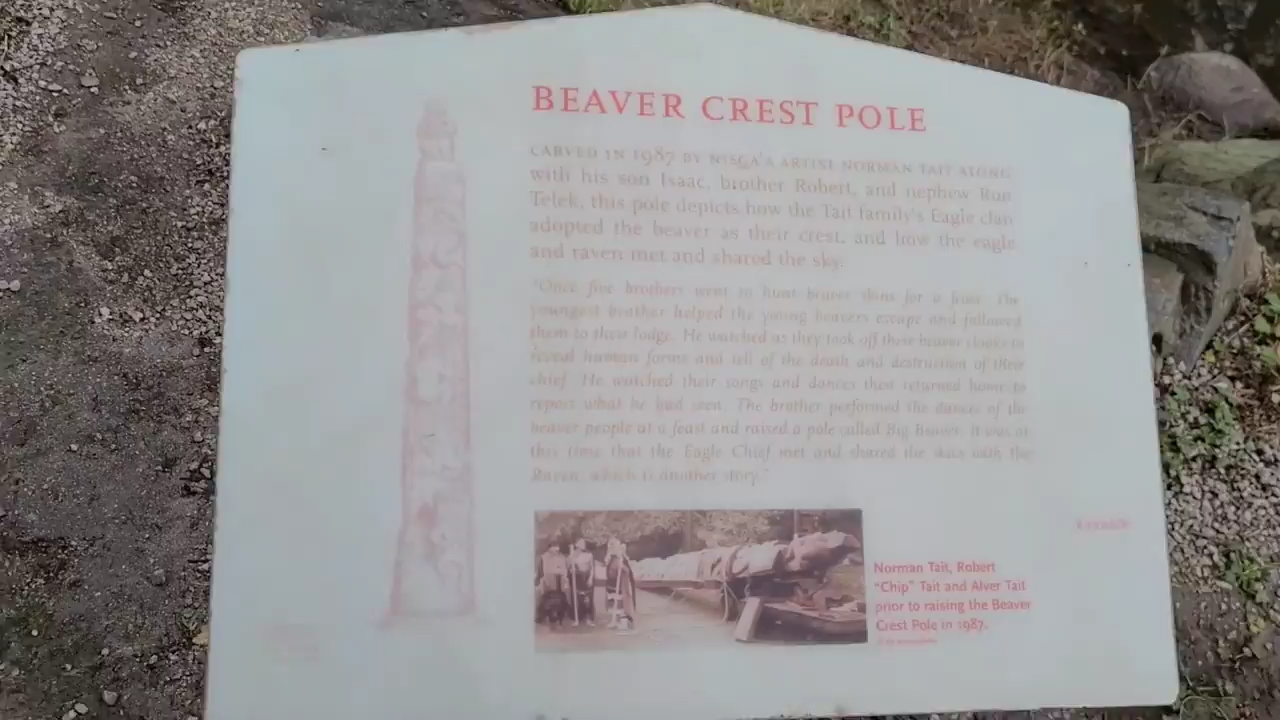 BEAVER CREST POLE
CARVED IN 1987 BY NISGA'A ARTIST NORMAN TAIT ALONG
with his son Isaac, brother Robert, and nephew Ron
Telek, this pole depicts how the Tait family's Eagle clan
adopted the beaver as their crest, and how the eagle
and raven met and shared the sky.
"Once five brothers went to hunt beaver skins for a feast. The
youngest brother helped the young beavers escape and followed
them to their lodge. He watched as they took off their beaver cloaks to
reveal human forms and tell of the death and destruction of their
chief. He watched their songs and dances then returned home to
report what he had seen. The brother performed the dances of the
beaver people at a feast and raised a pole called Big Beaver. It was at
this time that the Eagle Chief met and shared the skies with the
Raven, which is another story."
Norman Tait, Robert
"Chip" Tait and Alver Tait
prior to raising the Beaver
Crest Pole in 1987.